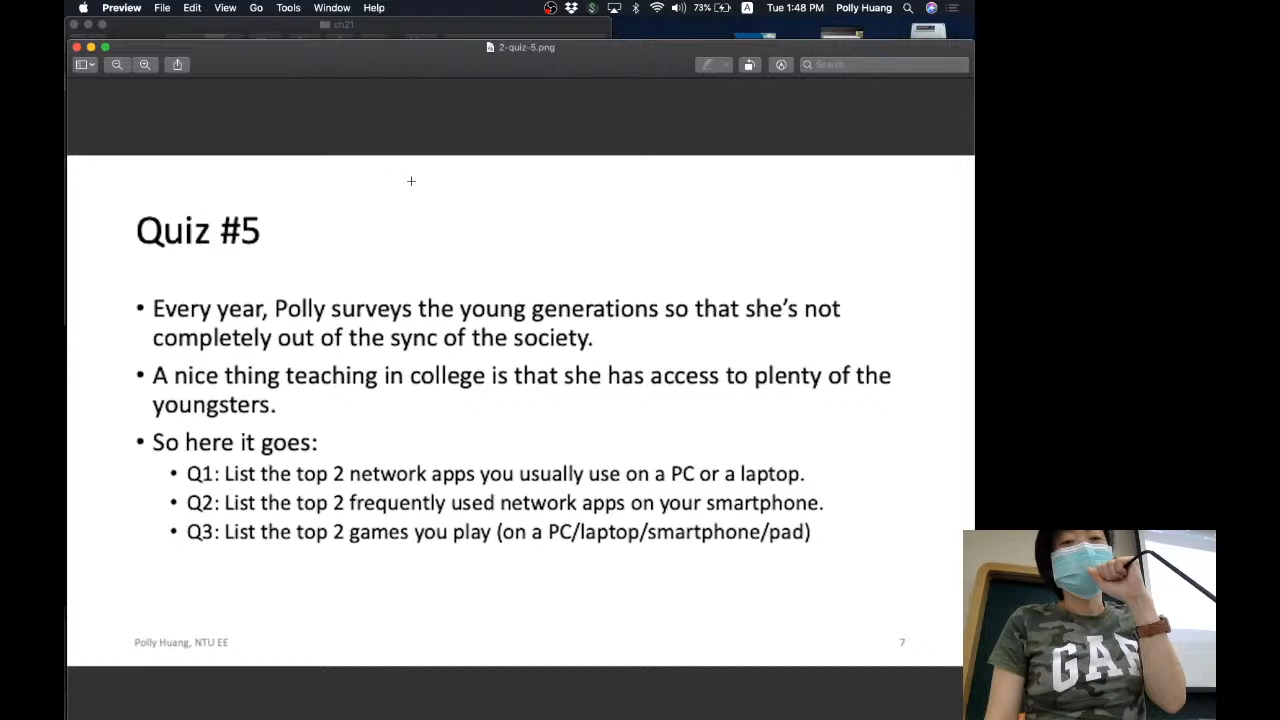 Preview File Edit View Go Tools Window Help 73% A Tue 1:48 PM Polly Huang
ch21
2-quiz-5.png
Search
Quiz #5
• Every year, Polly surveys the young generations so that she's not
completely out of the sync of the society.
• A nice thing teaching in college is that she has access to plenty of the
youngsters.
• So here it goes:
• Q1: List the top 2 network apps you usually use on a PC or a laptop.
• Q2: List the top 2 frequently used network apps on your smartphone.
• Q3: List the top 2 games you play (on a PC/laptop/smartphone/pad)
Polly Huang, NTU EE 7
GAP